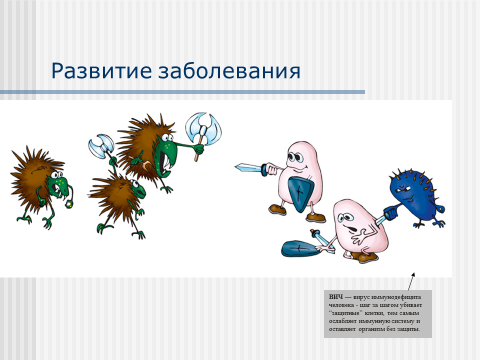 Развитие заболевания
ВИЧ — вирус иммунодефицита
человека - шаг за шагом убивает
"защитные" клетки, тем самым
ослабляет иммунную систему и
оставляет организм без защиты.